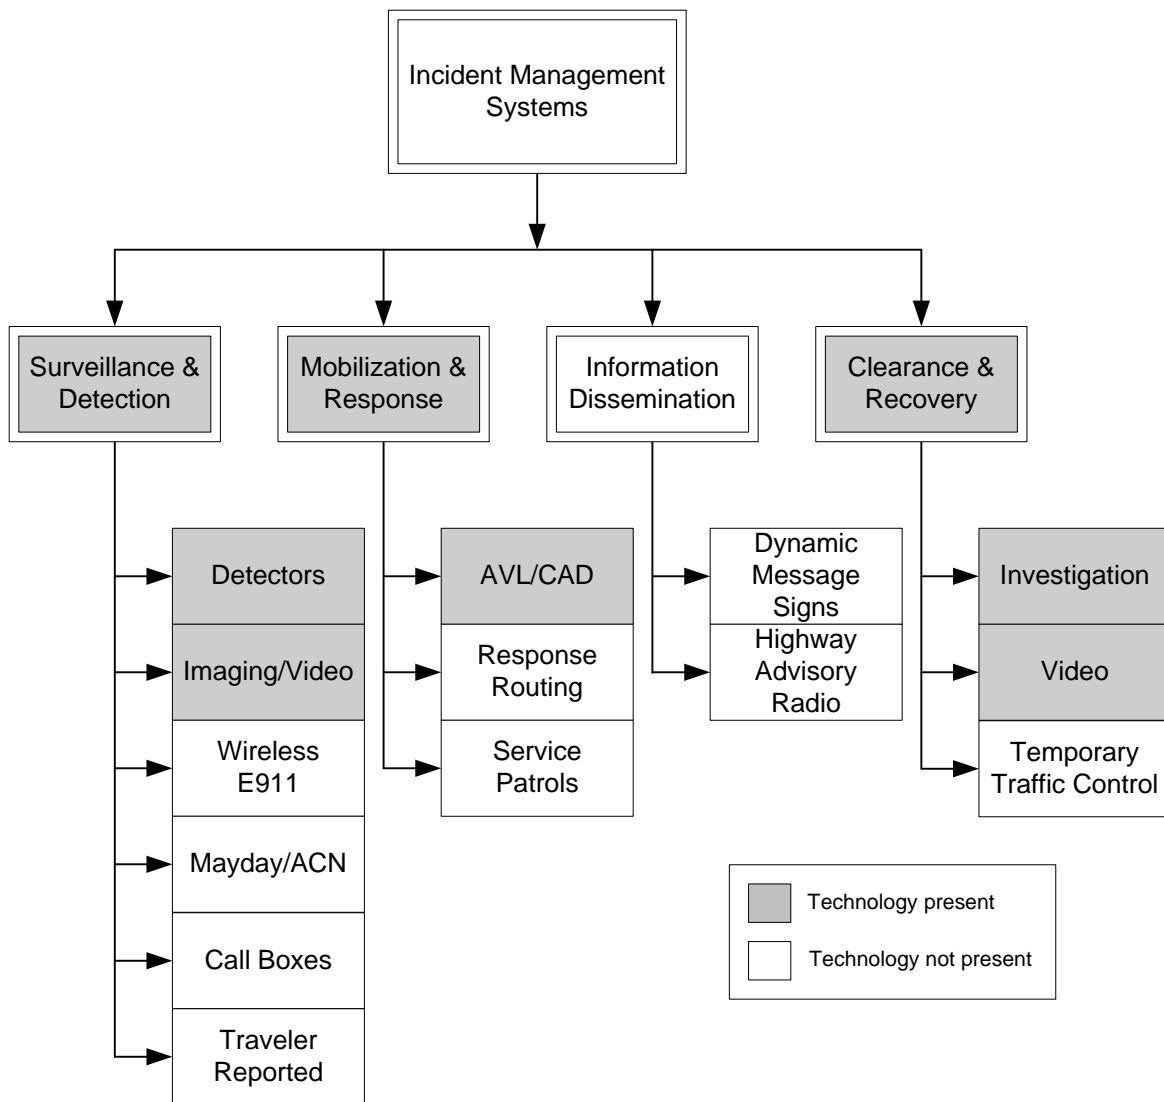 Incident Management
Systems
Surveillance &
Detection
Mobilization &
Response
Information
Dissemination
Clearance &
Recovery
Detectors
Imaging/Video
Wireless
E911
Mayday/ACN
Call Boxes
Traveler
Reported
AVL/CAD
Response
Routing
Service
Patrols
Dynamic
Message
Signs
Highway
Advisory
Radio
Investigation
Video
Temporary
Traffic Control
Technology present
Technology not present